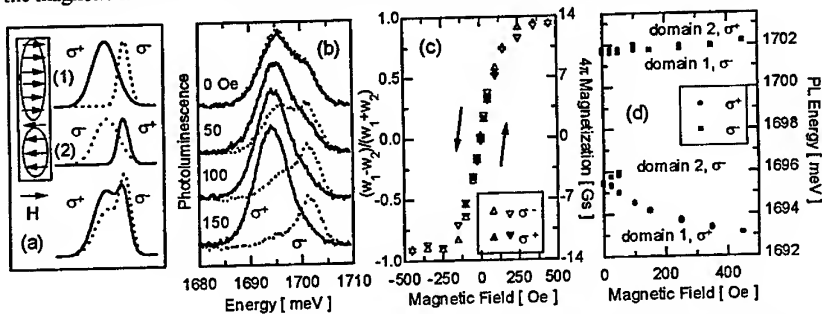 the magne
σ+ σ-
(1)
σ- σ+
(2)
H
σ+ σ-
(a)
(b)
0 Oe
50
100
150
σ+
σ-
Photoluminescence
1680 1690 1700 1710
Energy [ meV ]
(c)
1.0
0.5
0.0
-0.5
-1.0
(w1-w2)/(w1+w2)
14
7
0
-7
-14
4π Magnetization [ Gs ]
σ-
σ+
-500 -250 0 250 500
Magnetic Field [ Oe ]
domain 2, σ+
domain 1, σ-
(d)
σ+
σ-
domain 2, σ-
domain 1, σ+
1702
1700
1698
1696
1694
1692
PL Energy [ meV ]
0 200 400
Magnetic Field [ Oe ]